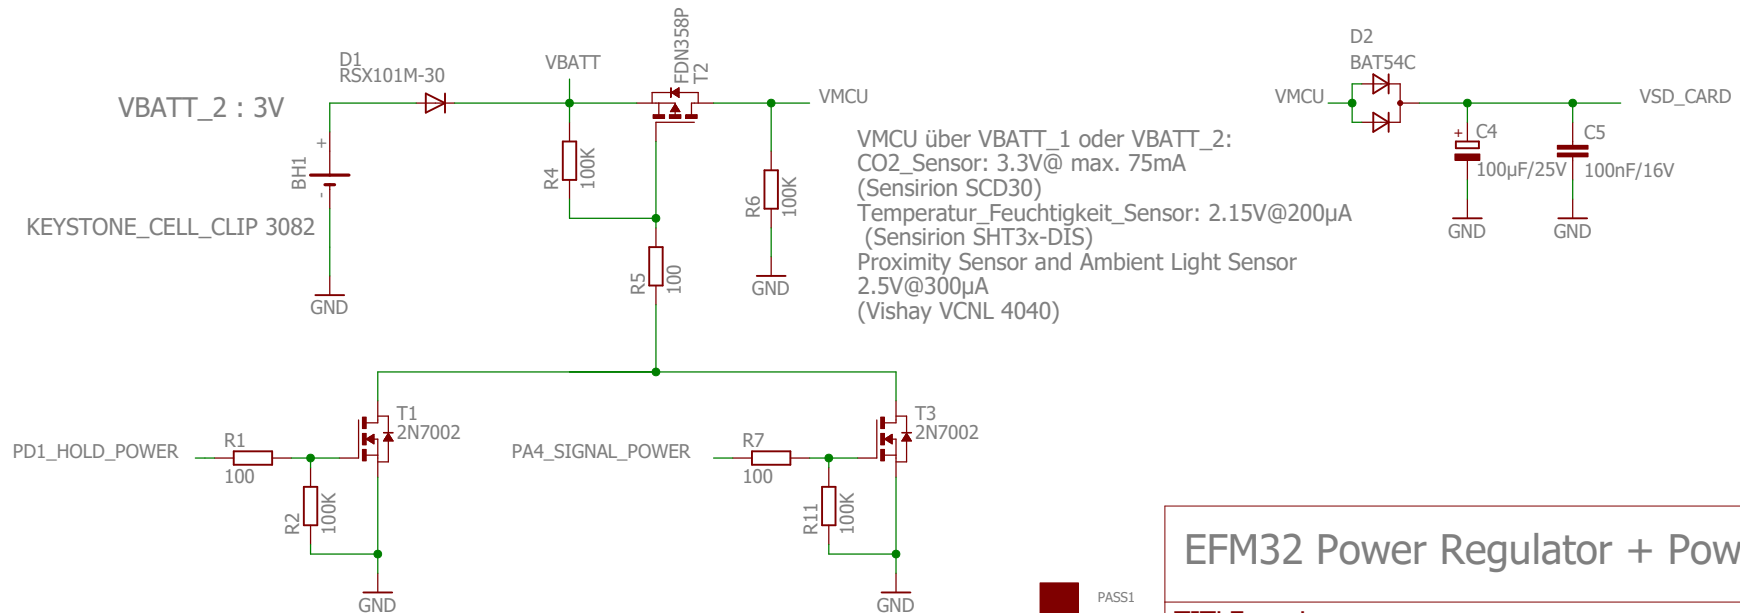 D1
RSX101M-30
VBATT_2 : 3V
+
BH1
-
KEYSTONE_CELL_CLIP 3082
GND
VBATT
FDN358P
T2
VMCU
R4
100K
R5
100
R6
100K
GND
VMCU über VBATT_1 oder VBATT_2:
CO2_Sensor: 3.3V@ max. 75mA
(Sensirion SCD30)
Temperatur_Feuchtigkeit_Sensor: 2.15V@200µA
(Sensirion SHT3x-DIS)
Proximity Sensor and Ambient Light Sensor
2.5V@300µA
(Vishay VCNL 4040)
D2
BAT54C
VMCU
VSD_CARD
+
C4
100µF/25V
GND
C5
100nF/16V
GND
PD1_HOLD_POWER
R1
100
R2
100K
T1
2N7002
GND
PA4_SIGNAL_POWER
R7
100
R11
100K
T3
2N7002
GND
PASS1
EFM32 Power Regulator + Pow